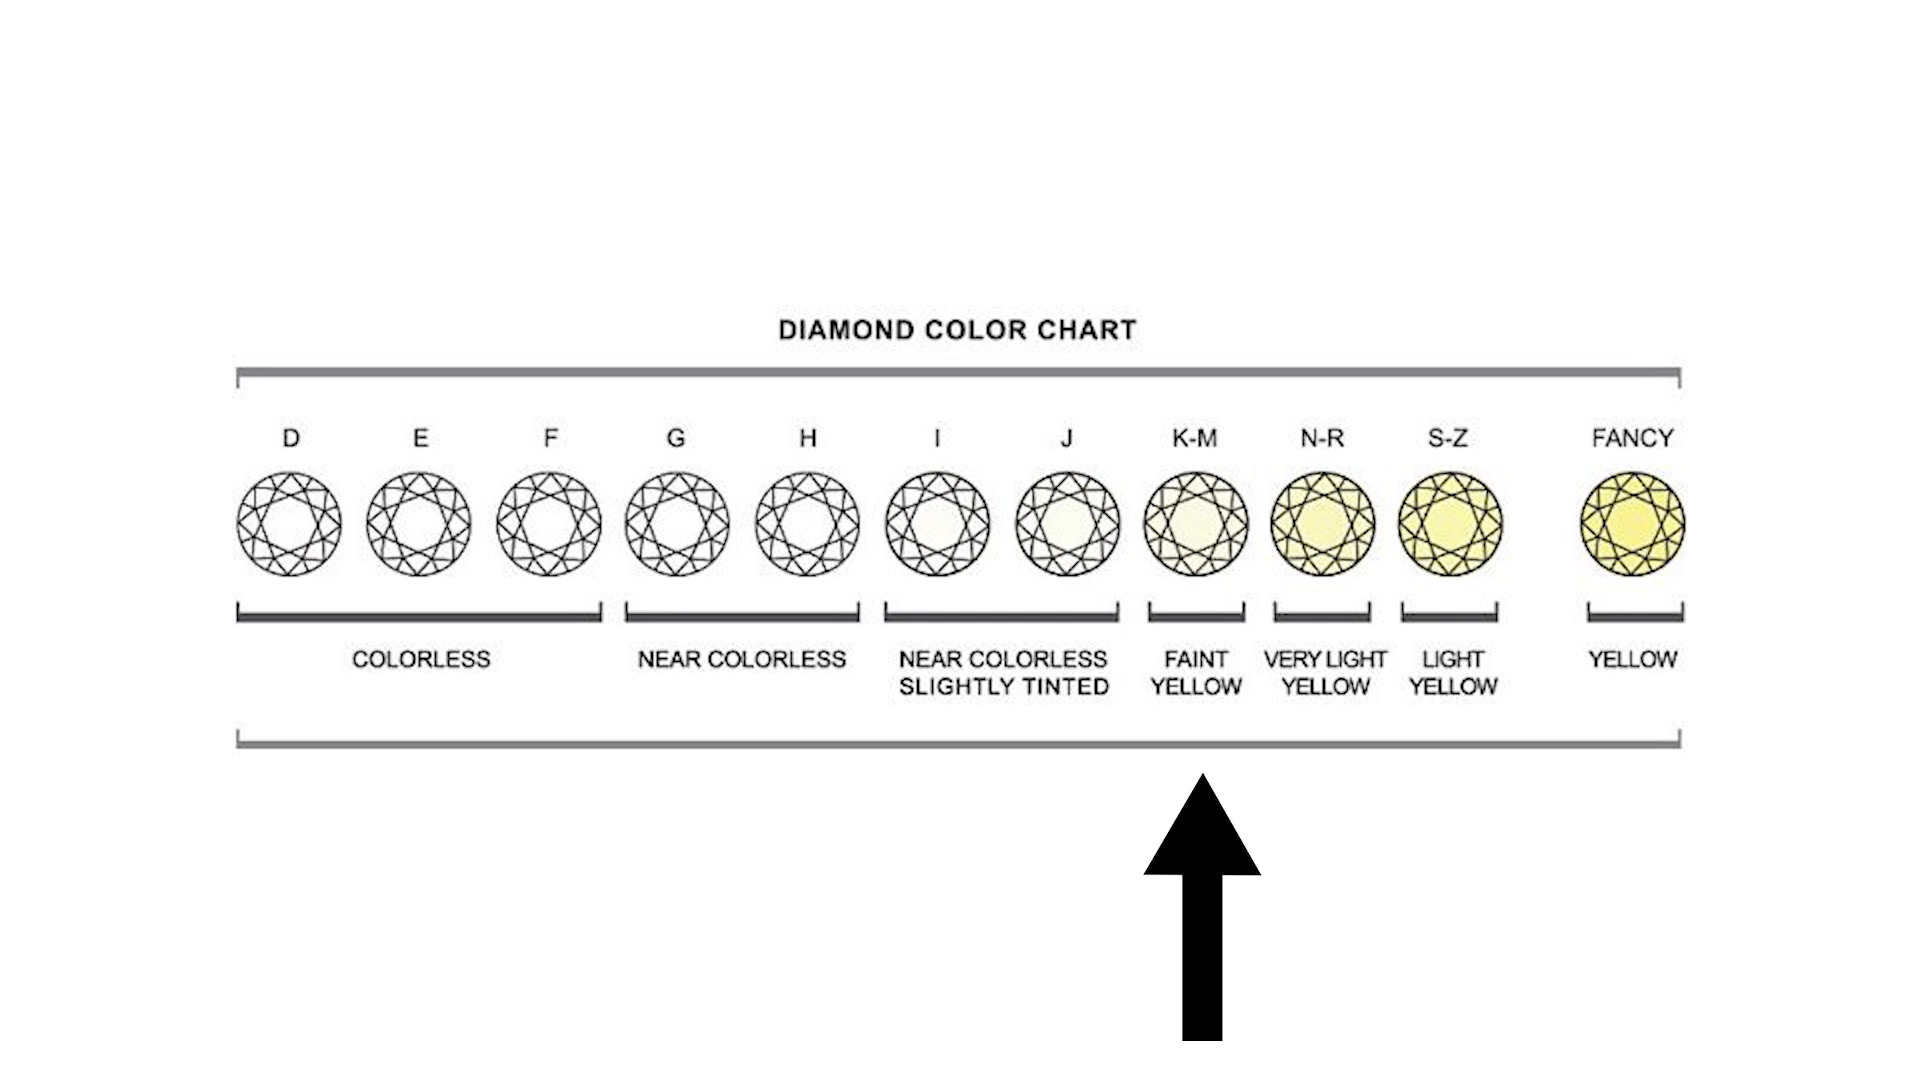 DIAMOND COLOR CHART
D E F G H I J K-M N-R S-Z FANCY
COLORLESS NEAR COLORLESS NEAR COLORLESS FAINT VERY LIGHT LIGHT YELLOW
SLIGHTLY TINTED YELLOW YELLOW YELLOW